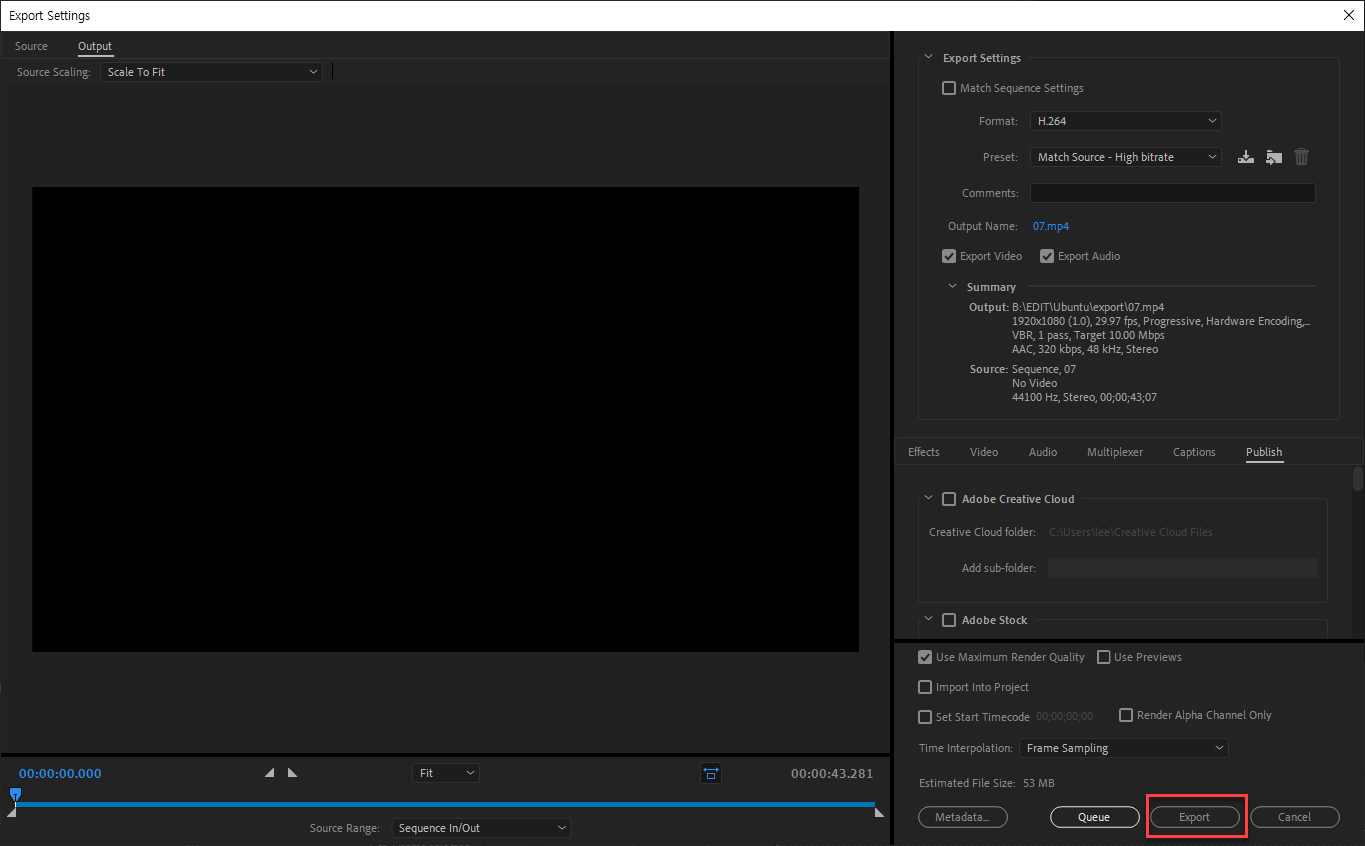 Export Settings
Source Output
Source Scaling: Scale To Fit
Export Settings
Match Sequence Settings
Format: H.264
Preset: Match Source - High bitrate
Comments:
Output Name: 07.mp4
Export Video Export Audio
Summary
Output: B:\EDIT\Ubuntu\export\07.mp4
1920x1080 (1.0), 29.97 fps, Progressive, Hardware Encoding,...
VBR, 1 pass, Target 10.00 Mbps
AAC, 320 kbps, 48 kHz, Stereo
Source: Sequence, 07
No Video
44100 Hz, Stereo, 00;00;43;07
Effects Video Audio Multiplexer Captions Publish
Adobe Creative Cloud
Creative Cloud folder: C:\Users\lee\Creative Cloud Files
Add sub-folder:
Adobe Stock
Use Maximum Render Quality Use Previews
Import Into Project
Set Start Timecode 00;00;00;00 Render Alpha Channel Only
Time Interpolation: Frame Sampling
Estimated File Size: 53 MB
Metadata... Queue Export Cancel
00:00:00.000 Fit 00:00:43.281
Source Range: Sequence In/Out